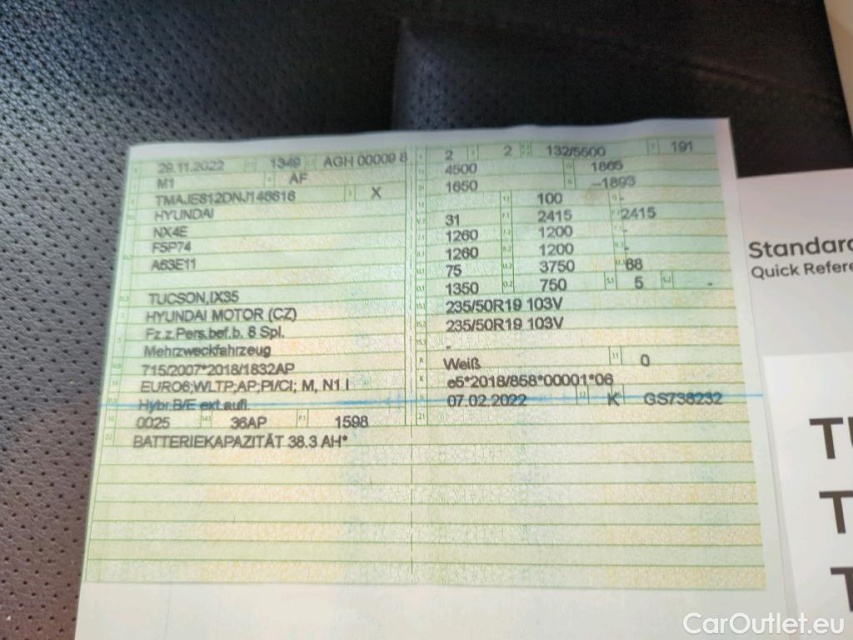 29.11.2022 1349 AGH 00009 8
M1 AF
TMAJE812DNJ146616 X
HYUNDAI
NX4E
FSP74
A63E11
TUCSON,IX35
HYUNDAI MOTOR (CZ)
Fz.z.Pers.bef.b. 8 Spl.
Mehrzweckfahrzeug
715/2007*2018/1832AP
EURO6;WLTP;AP;PI/CI; M, N1 I
Hybr.B/E ext.aufl.
0025 36AP 1598
BATTERIEKAPAZITÄT 38.3 AH*
2 2 132/5500 191
4500 1865
1650 –1893
100 -
31 2415 2415
1260 1200 -
1260 1200 -
75 3750 68
1350 750 5 -
235/50R19 103V
235/50R19 103V
-
Weiß 0
e5*2018/858*00001*06
07.02.2022 K GS738232
Standard
Quick Refere
CarOutlet.eu